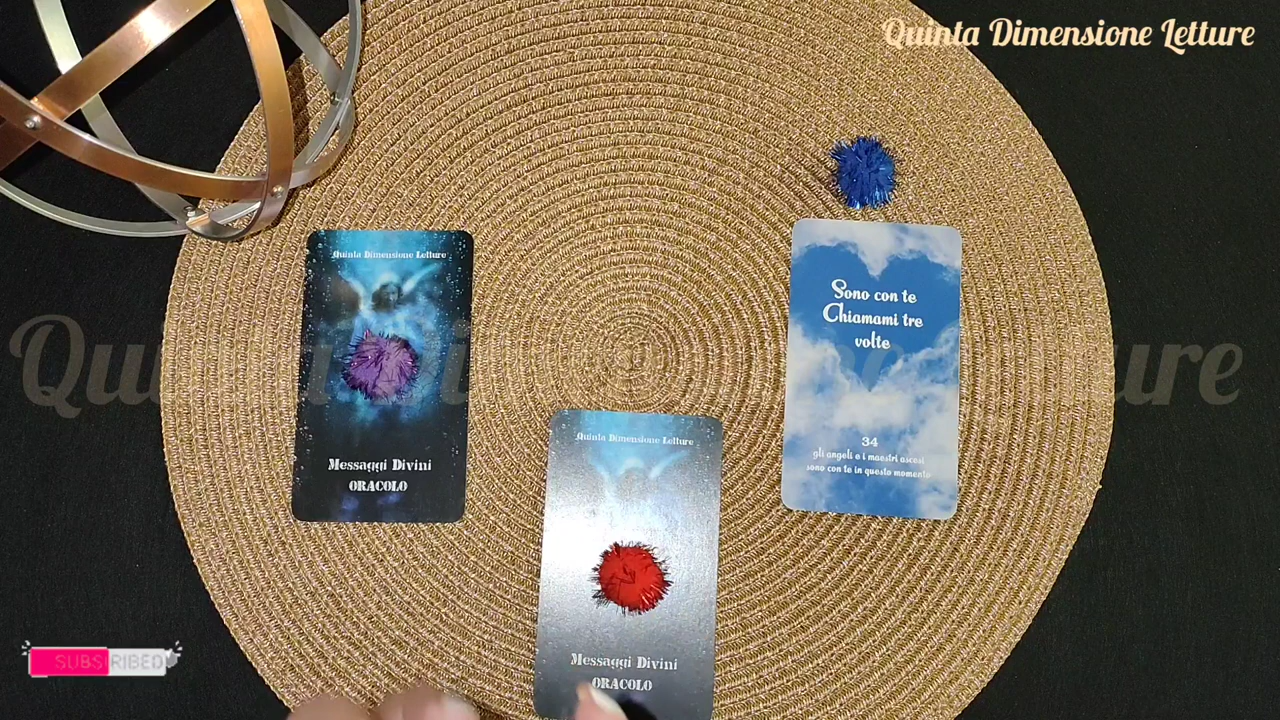 Quinta Dimensione Letture
Quinta Dimensione Letture
Messaggi Divini
ORACOLO
Sono con te
Chiamami tre
volte
34
gli angeli e i maestri ascesi
sono con te in questo momento
Quinta Dimensione Letture
Messaggi Divini
ORACOLO
SUBSCRIBED